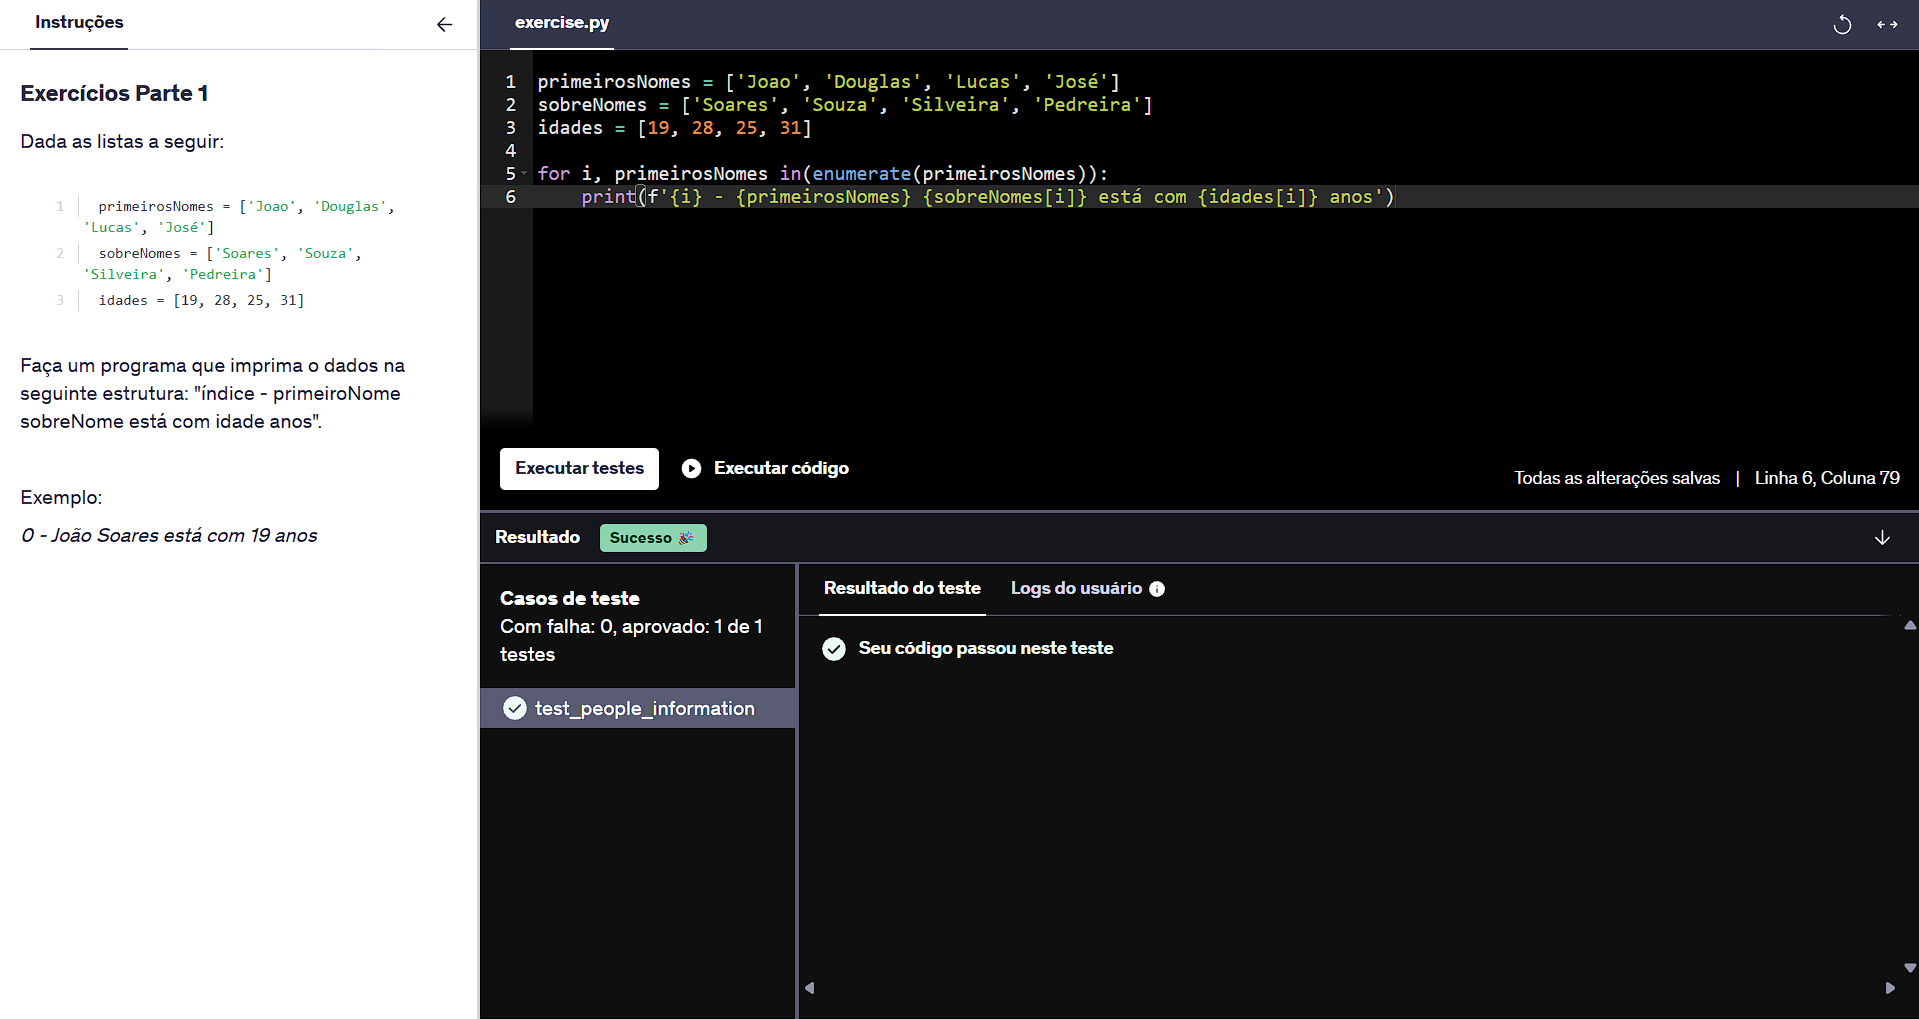 Instruções
Exercícios Parte 1
Dada as listas a seguir:
1 primeirosNomes = ['Joao', 'Douglas',
'Lucas', 'José']
2 sobreNomes = ['Soares', 'Souza',
'Silveira', 'Pedreira']
3 idades = [19, 28, 25, 31]
Faça um programa que imprima o dados na
seguinte estrutura: "índice - primeiroNome
sobreNome está com idade anos".
Exemplo:
0 - João Soares está com 19 anos
exercise.py
1 primeirosNomes = ['Joao', 'Douglas', 'Lucas', 'José']
2 sobreNomes = ['Soares', 'Souza', 'Silveira', 'Pedreira']
3 idades = [19, 28, 25, 31]
4
5 for i, primeirosNomes in(enumerate(primeirosNomes)):
6     print(f'{i} - {primeirosNomes} {sobreNomes[i]} está com {idades[i]} anos')
Executar testes
Executar código
Todas as alterações salvas | Linha 6, Coluna 79
Resultado
Sucesso 🎉
Casos de teste
Com falha: 0, aprovado: 1 de 1
testes
test_people_information
Resultado do teste
Logs do usuário
Seu código passou neste teste